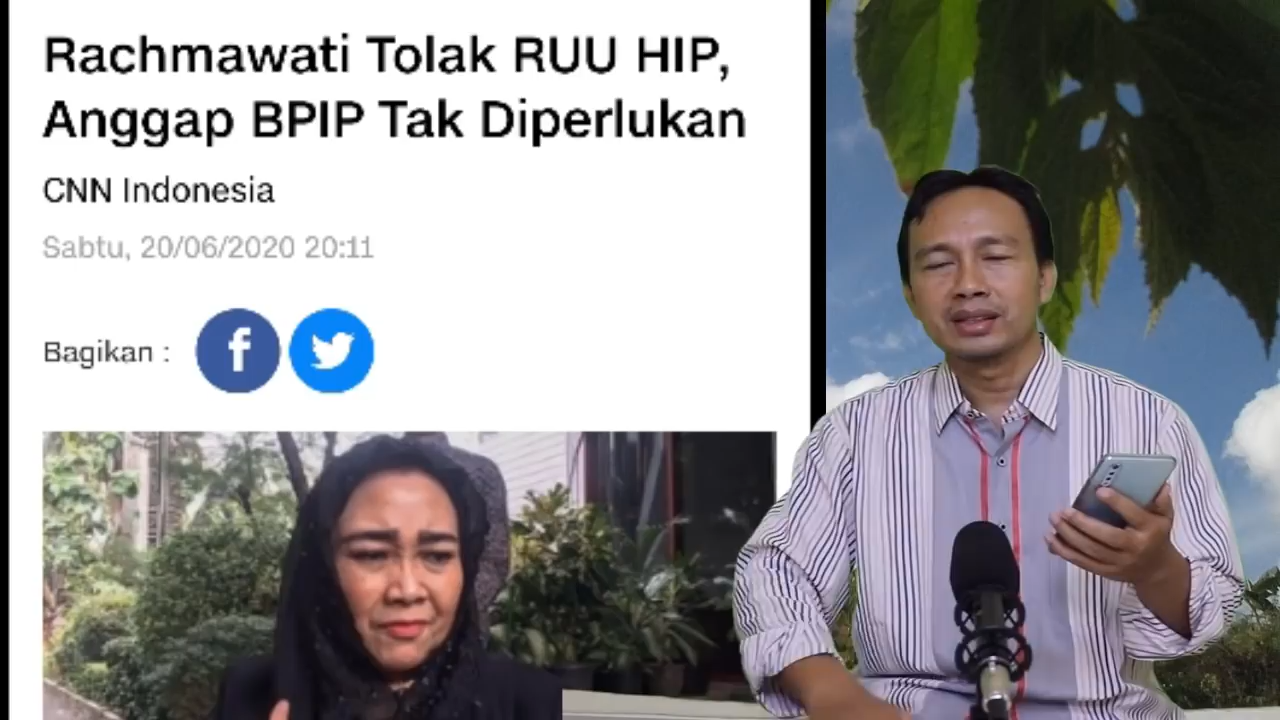 Rachmawati Tolak RUU HIP,
Anggap BPIP Tak Diperlukan
CNN Indonesia
Sabtu, 20/06/2020 20:11
Bagikan :